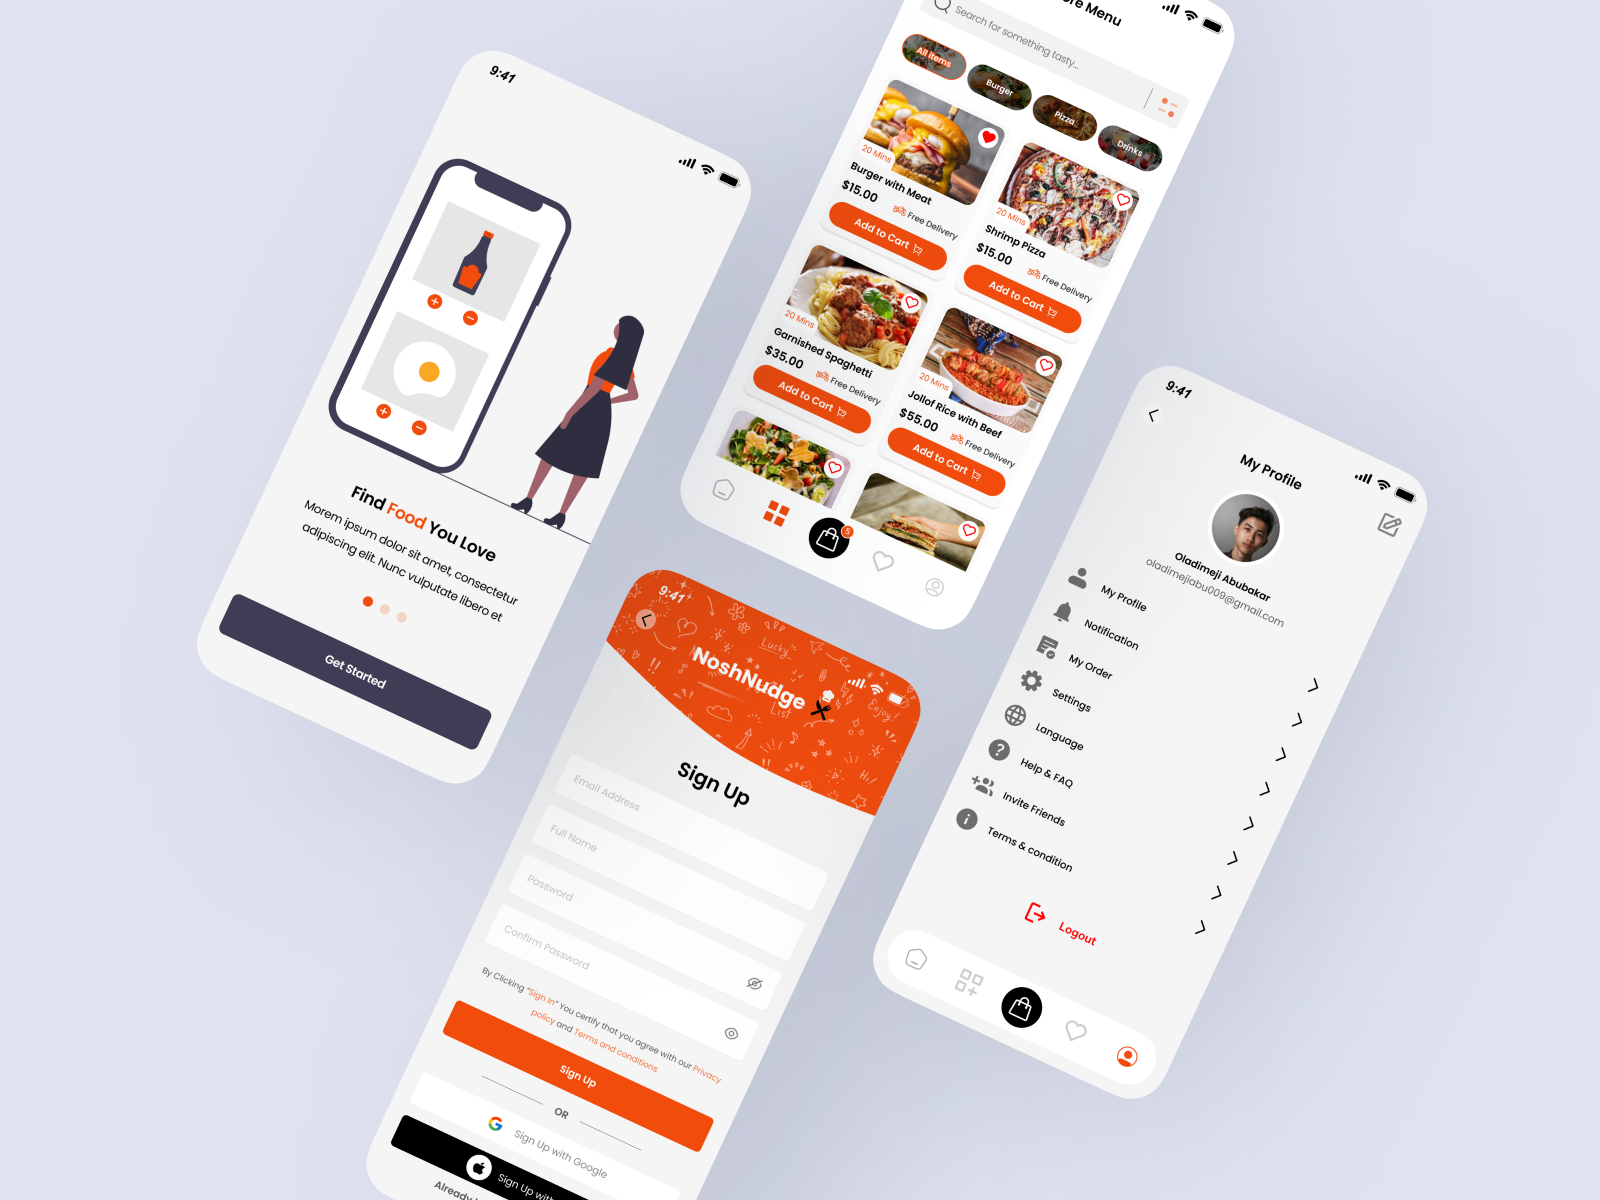 9:41
Find Food You Love
Morem ipsum dolor sit amet, consectetur
adipiscing elit. Nunc vulputate libero et
Get Started
Menu
Search for something tasty...
All Items
Burger
Pizza
Drinks
20 Mins
Burger with Meat
$15.00
Free Delivery
Add to Cart
20 Mins
Shrimp Pizza
$15.00
Free Delivery
Add to Cart
20 Mins
Garnished Spaghetti
$35.00
Free Delivery
Add to Cart
20 Mins
Jollof Rice with Beef
$55.00
Free Delivery
Add to Cart
5
9:41
NoshNudge
Lucky
List
Enjoy!
Hi!
Sign Up
Email Address
Full Name
Password
Confirm Password
By Clicking "Sign In" You certify that you agree with our Privacy
policy and Terms and conditions
Sign Up
OR
Sign Up with Google
Sign Up with
Already
9:41
My Profile
Oladimeji Abubakar
oladimejiabu009@gmail.com
My Profile
Notification
My Order
Settings
Language
Help & FAQ
Invite Friends
Terms & condition
Logout